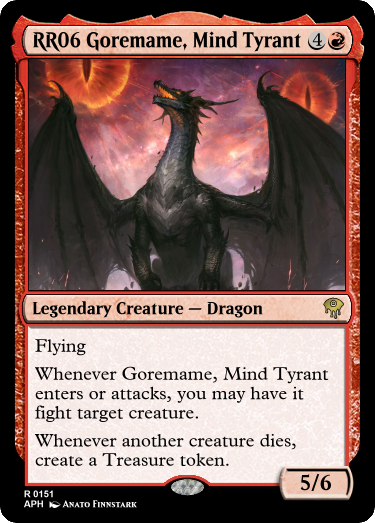 RR06 Goremame, Mind Tyrant 4
Legendary Creature — Dragon
Flying
Whenever Goremame, Mind Tyrant
enters or attacks, you may have it
fight target creature.
Whenever another creature dies,
create a Treasure token.
5/6
R 0151
APH Anato Finnstark